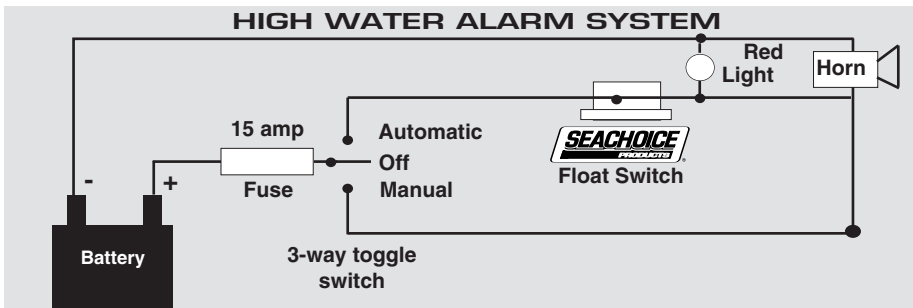 HIGH WATER ALARM SYSTEM
Red
Light
Horn
15 amp
Fuse
Automatic
Off
Manual
SEACHOICE
PRODUCTS
®
Float Switch
- +
Battery
3-way toggle
switch